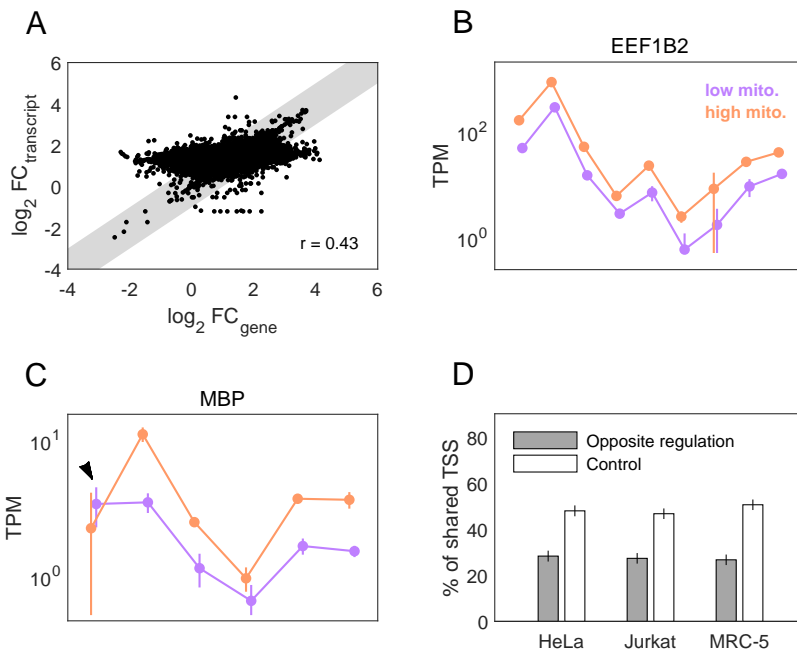 A
log2 FCtranscript
6
4
2
0
-2
-4
-4 -2 0 2 4 6
r = 0.43
log2 FCgene
B
EEF1B2
low mito.
high mito.
TPM
10^2
10^0
C
MBP
TPM
10^1
10^0
D
% of shared TSS
80
60
40
20
0
Opposite regulation
Control
HeLa Jurkat MRC-5